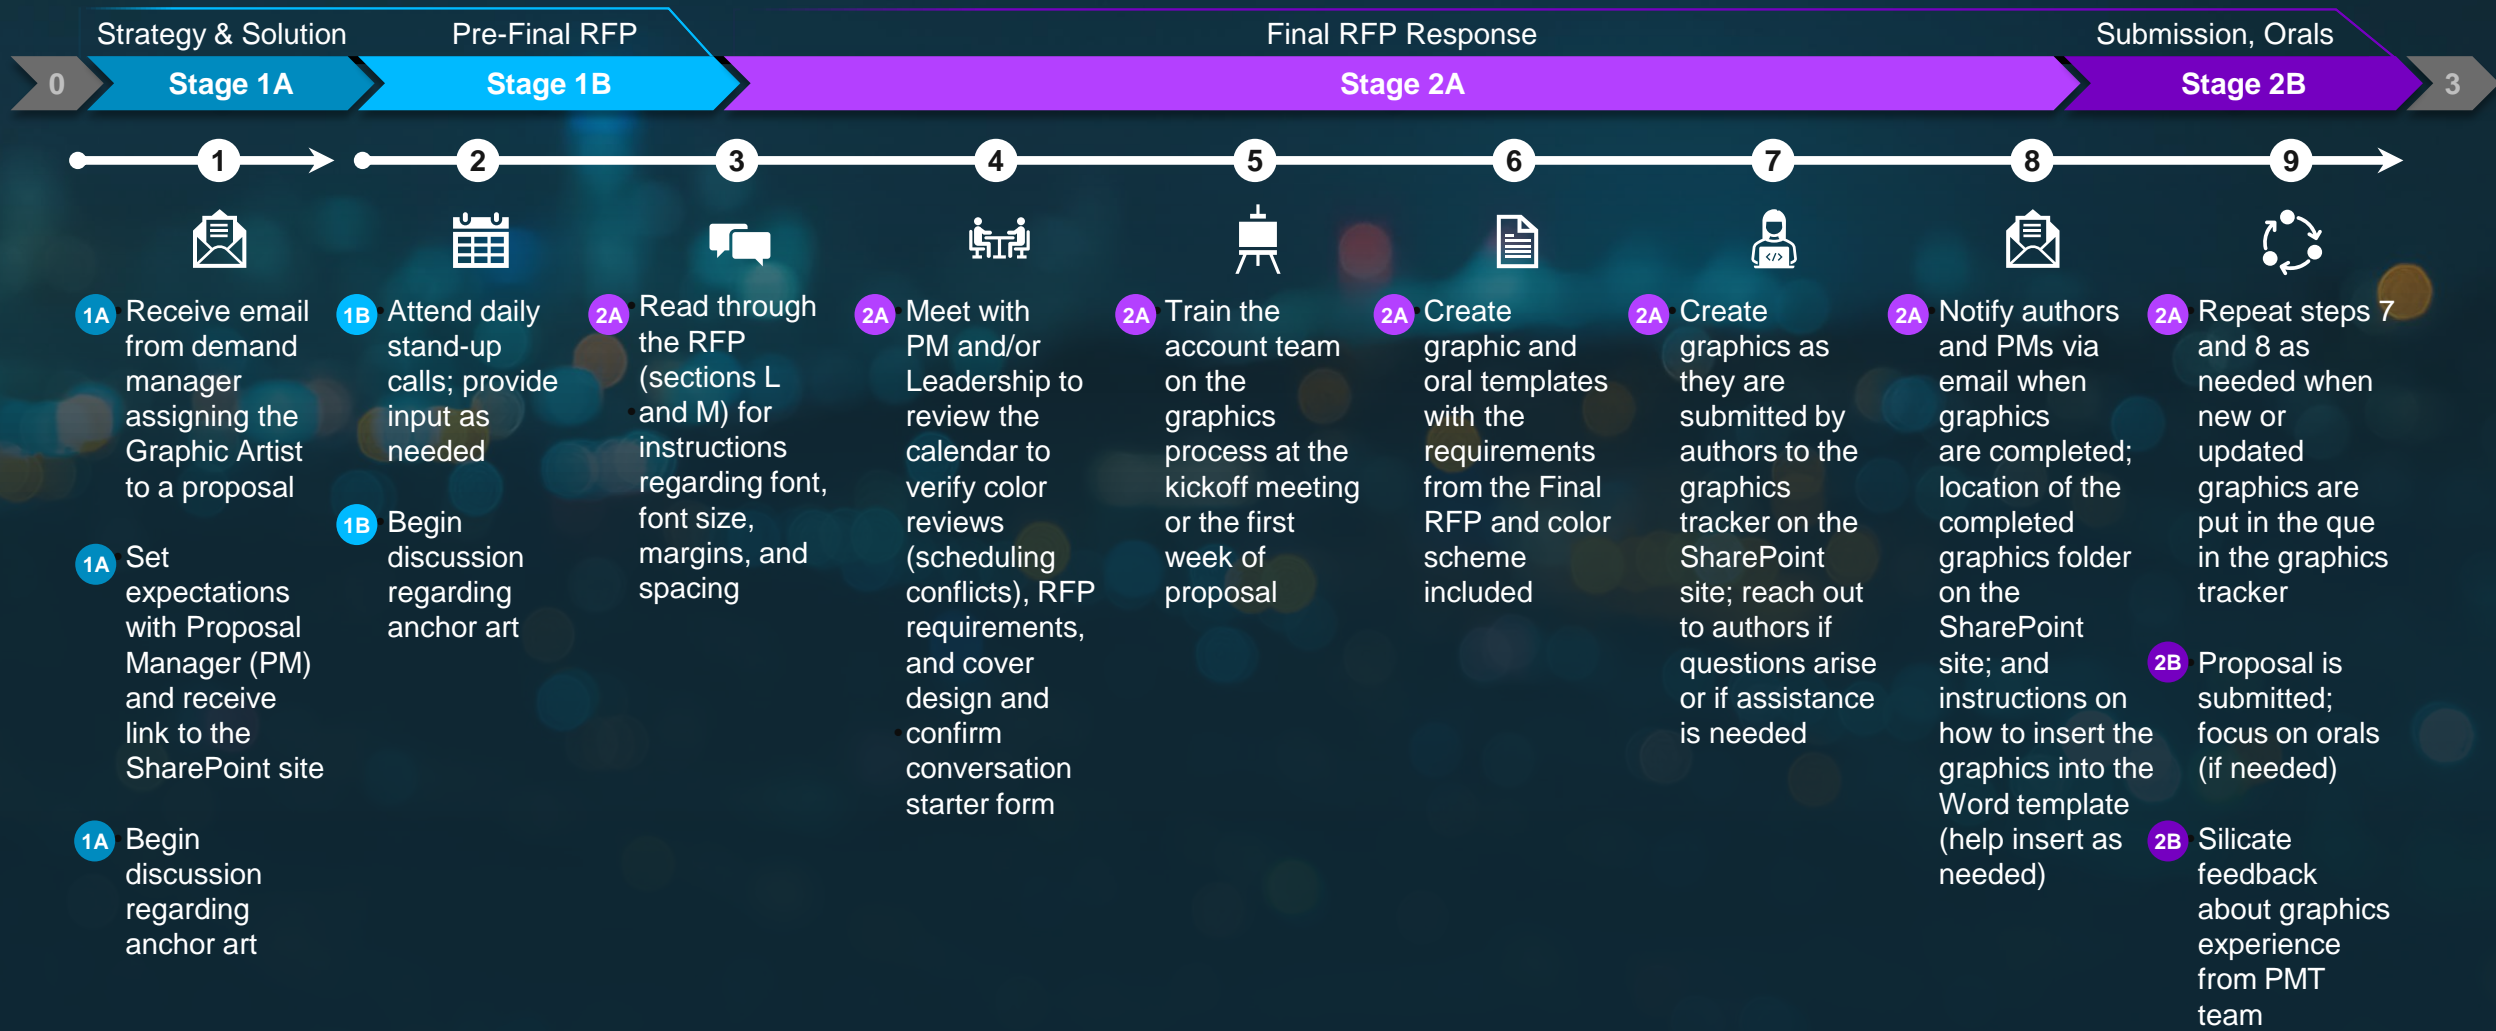 Strategy & Solution
Pre-Final RFP
Final RFP Response
Submission, Orals
0
Stage 1A
Stage 1B
Stage 2A
Stage 2B
3
1
2
3
4
5
6
7
8
9
1A
Receive email
from demand
manager
assigning the
Graphic Artist
to a proposal
1A
Set
expectations
with Proposal
Manager (PM)
and receive
link to the
SharePoint site
1A
Begin
discussion
regarding
anchor art
1B
Attend daily
stand-up
calls; provide
input as
needed
1B
Begin
discussion
regarding
anchor art
2A
Read through
the RFP
(sections L
and M) for
instructions
regarding font,
font size,
margins, and
spacing
2A
Meet with
PM and/or
Leadership to
review the
calendar to
verify color
reviews
(scheduling
conflicts), RFP
requirements,
and cover
design and
confirm
conversation
starter form
2A
Train the
account team
on the
graphics
process at the
kickoff meeting
or the first
week of
proposal
2A
Create
graphic and
oral templates
with the
requirements
from the Final
RFP and color
scheme
included
2A
Create
graphics as
they are
submitted by
authors to the
graphics
tracker on the
SharePoint
site; reach out
to authors if
questions arise
or if assistance
is needed
2A
Notify authors
and PMs via
email when
graphics
are completed;
location of the
completed
graphics folder
on the
SharePoint
site; and
instructions on
how to insert the
graphics into the
Word template
(help insert as
needed)
2A
Repeat steps 7
and 8 as
needed when
new or
updated
graphics are
put in the que
in the graphics
tracker
2B
Proposal is
submitted;
focus on orals
(if needed)
2B
Silicate
feedback
about graphics
experience
from PMT
team